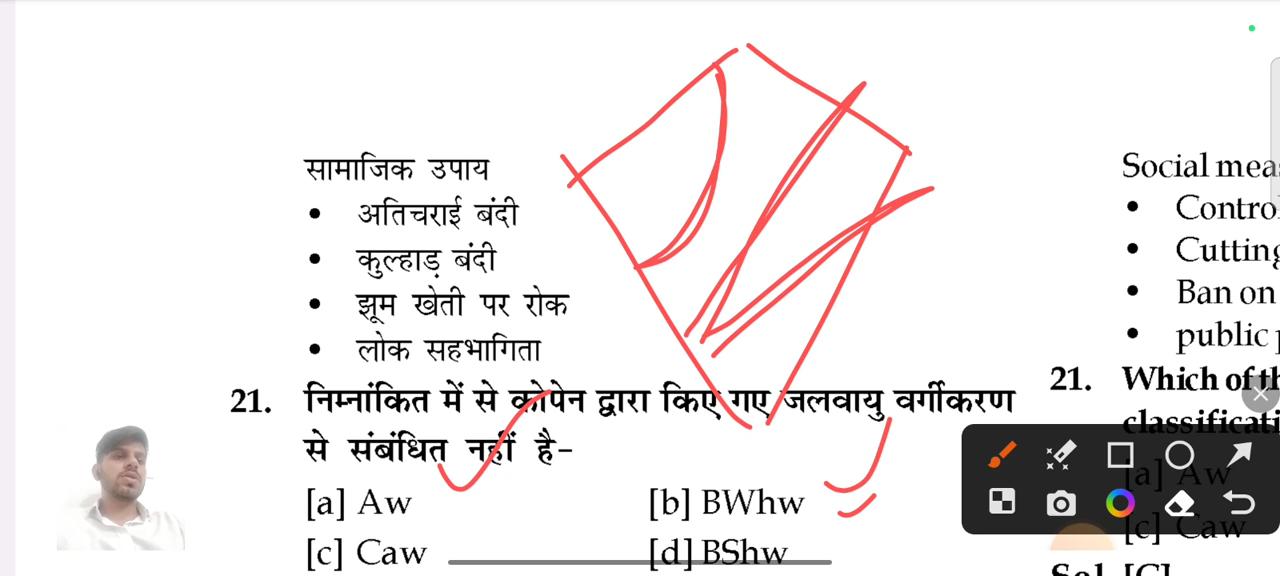 सामाजिक उपाय
• अतिचराई बंदी
• कुल्हाड़ बंदी
• झूम खेती पर रोक
• लोक सहभागिता
21. निम्नांकित में से कोपेन द्वारा किए गए जलवायु वर्गीकरण
से संबंधित नहीं है-
[a] Aw [b] BWhw
[c] Caw [d] BShw
Social mea
• Contro
• Cutting
• Ban on
• public
21. Which of th
classificati
[a] Aw
[c] Caw
Sol. [C]